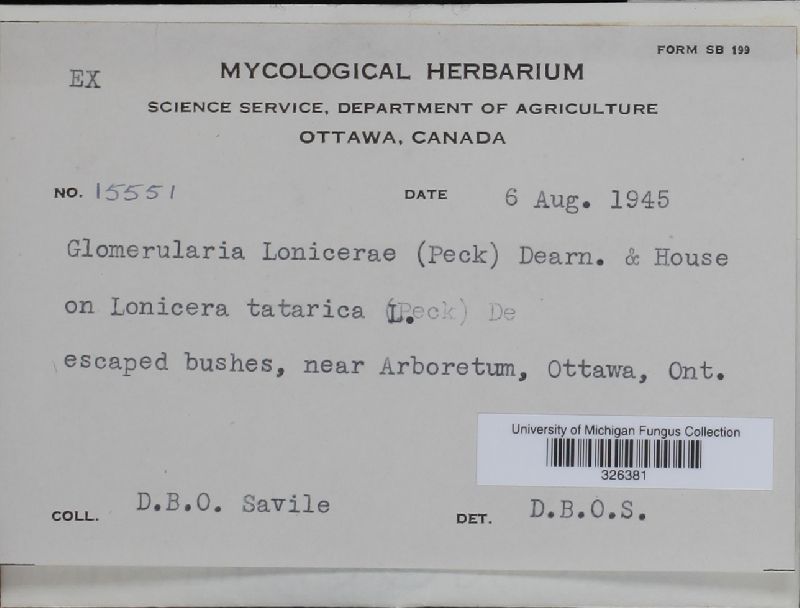 FORM SB 199
EX
MYCOLOGICAL HERBARIUM
SCIENCE SERVICE, DEPARTMENT OF AGRICULTURE
OTTAWA, CANADA
NO. 15551 DATE 6 Aug. 1945
Glomerularia Lonicerae (Peck) Dearn. & House
on Lonicera tatarica L.
escaped bushes, near Arboretum, Ottawa, Ont.
University of Michigan Fungus Collection
326381
COLL. D.B.O. Savile DET. D.B.O.S.